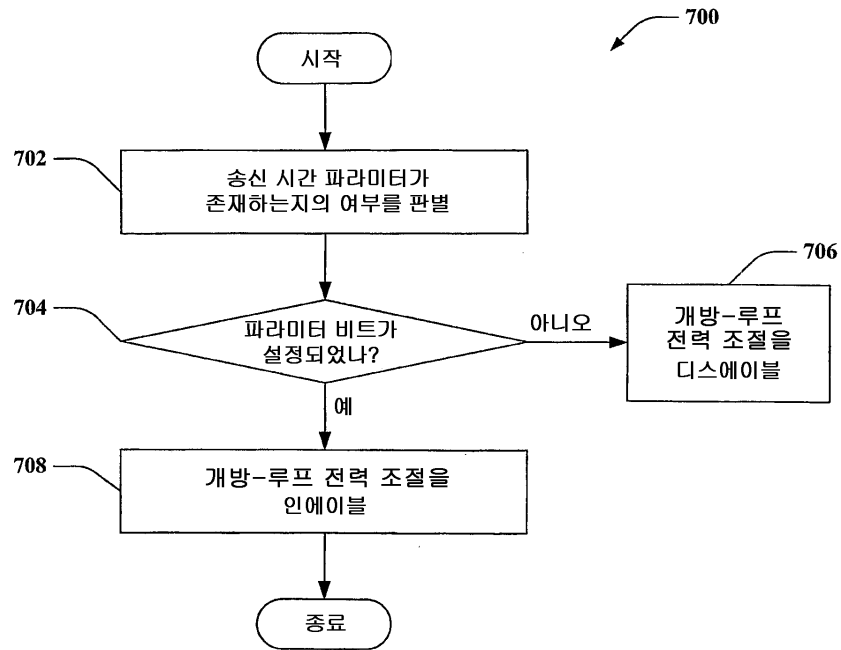 700
시작
702
송신 시간 파라미터가
존재하는지의 여부를 판별
704
파라미터 비트가
설정되었나?
아니오
706
개방-루프
전력 조절을
디스에이블
예
708
개방-루프 전력 조절을
인에이블
종료